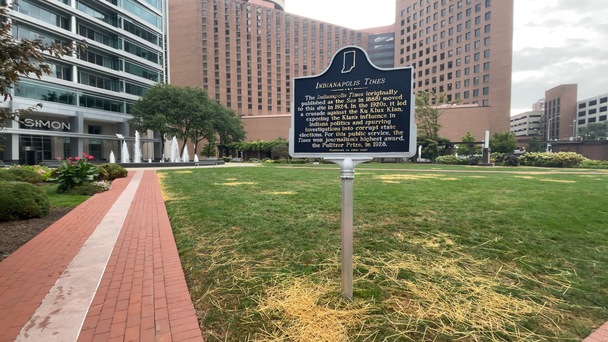 SIMON
INDIANAPOLIS TIMES
The Indianapolis Times (originally
published as the Sun in 1888) moved
to this site in 1924. In the 1920s, it led
a crusade against the Ku Klux Klan,
exposing the Klan's influence in
Indiana politics and spurring
investigations into corrupt state
elections. For this public service, the
Times won journalism's highest award,
the Pulitzer Prize, in 1928.